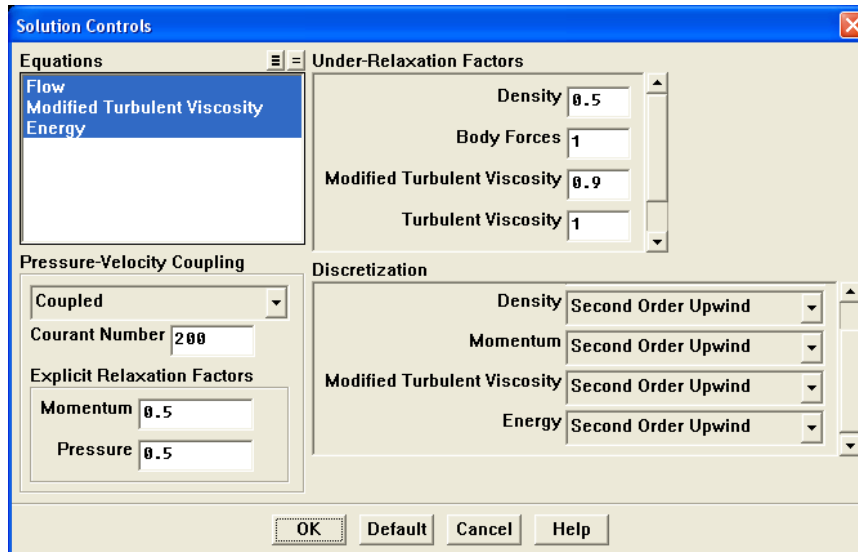 Solution Controls
Equations
Flow
Modified Turbulent Viscosity
Energy
Under-Relaxation Factors
Density 0.5
Body Forces 1
Modified Turbulent Viscosity 0.9
Turbulent Viscosity 1
Pressure-Velocity Coupling
Coupled
Courant Number 200
Explicit Relaxation Factors
Momentum 0.5
Pressure 0.5
Discretization
Density Second Order Upwind
Momentum Second Order Upwind
Modified Turbulent Viscosity Second Order Upwind
Energy Second Order Upwind
OK Default Cancel Help